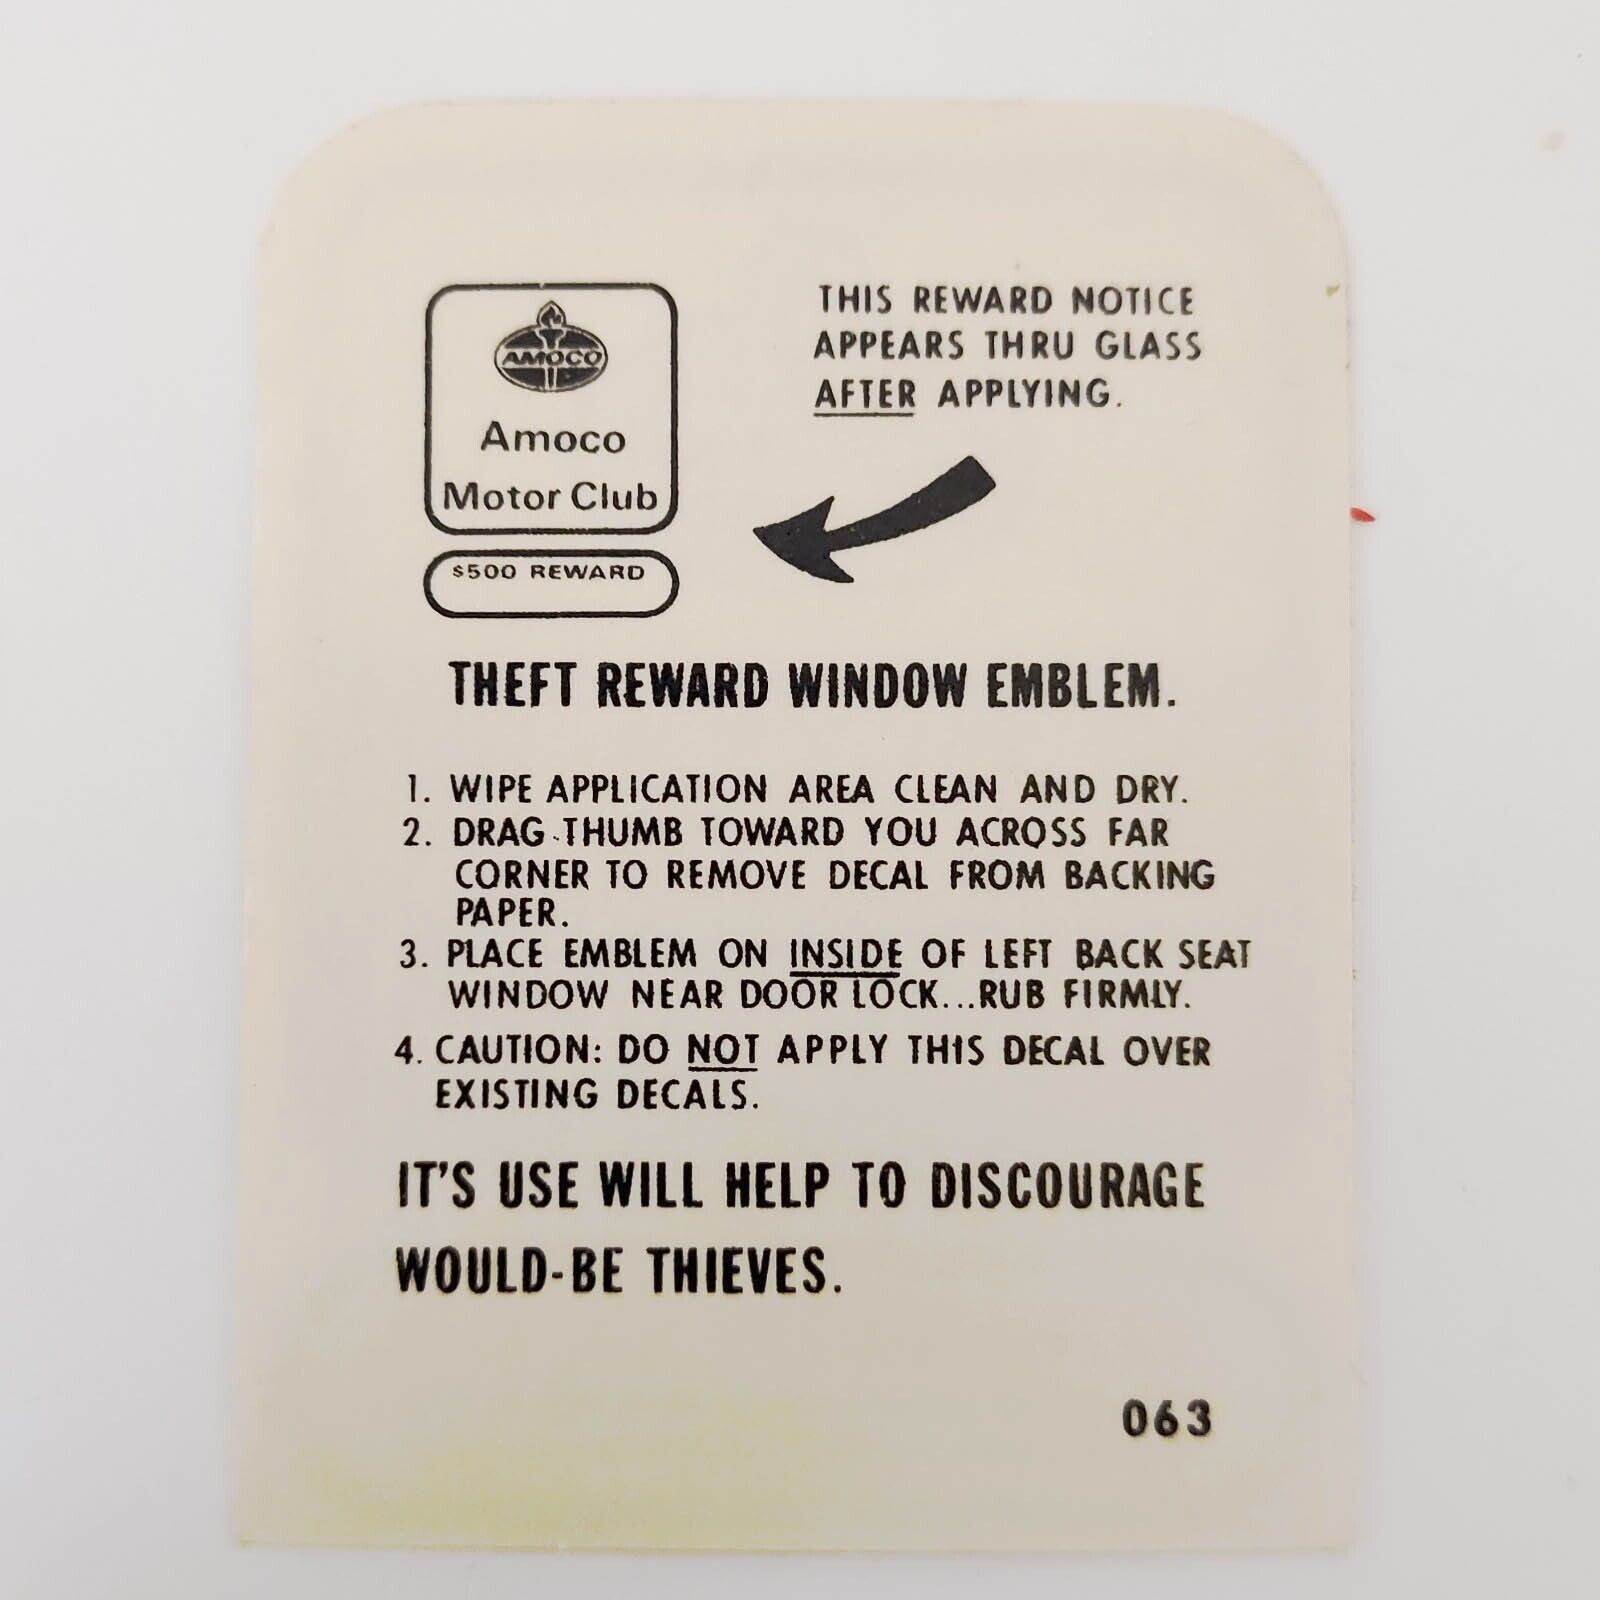 AMOCO
Amoco
Motor Club
$500 REWARD
THIS REWARD NOTICE
APPEARS THRU GLASS
AFTER APPLYING.
THEFT REWARD WINDOW EMBLEM.
1. WIPE APPLICATION AREA CLEAN AND DRY.
2. DRAG THUMB TOWARD YOU ACROSS FAR
CORNER TO REMOVE DECAL FROM BACKING
PAPER.
3. PLACE EMBLEM ON INSIDE OF LEFT BACK SEAT
WINDOW NEAR DOOR LOCK...RUB FIRMLY.
4. CAUTION: DO NOT APPLY THIS DECAL OVER
EXISTING DECALS.
IT'S USE WILL HELP TO DISCOURAGE
WOULD-BE THIEVES.
063